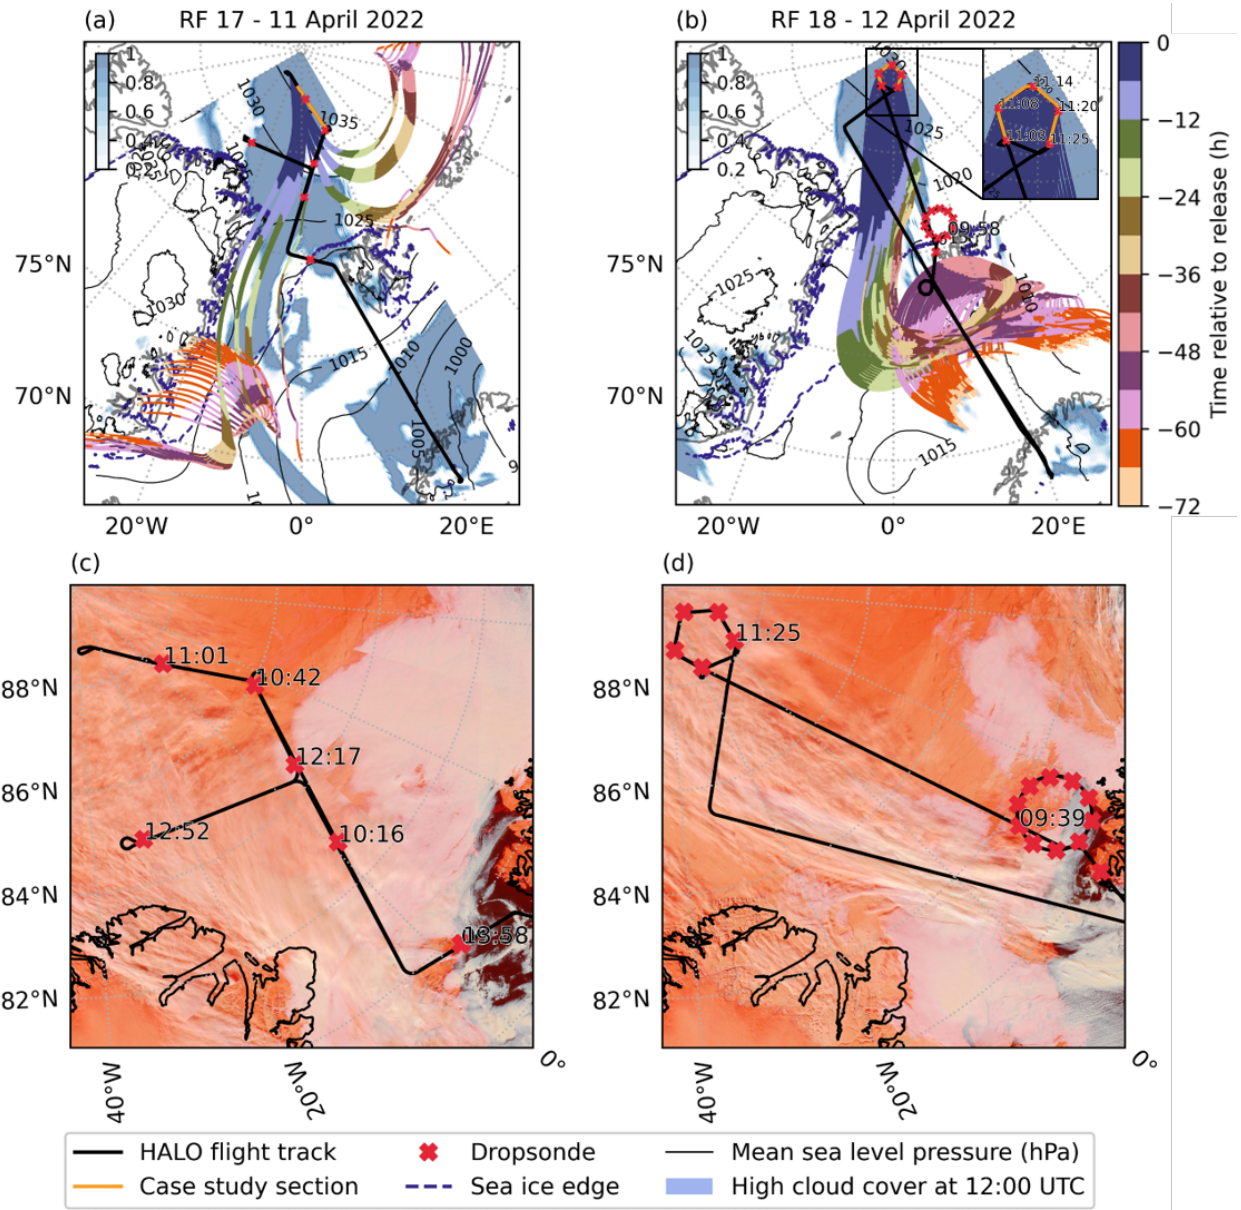 (a) RF 17 - 11 April 2022
(b) RF 18 - 12 April 2022
1
0.8
0.6
0.4
0.2
1030
1035
1025
1030
1015
1010
1000
1005
75°N
70°N
20°W 0° 20°E
1
0.8
0.6
0.4
0.2
1030
1025
1020
09:58
1025
1025
1010
1015
11:14
11:08
11:20
11:03
11:25
75°N
70°N
20°W 0° 20°E
0
−12
−24
−36
−48
−60
−72
Time relative to release (h)
(c)
11:01
10:42
12:17
12:52
10:16
88°N
86°N
84°N
82°N
40°W 20°W 0°
(d)
11:25
09:39
88°N
86°N
84°N
82°N
40°W 20°W 0°
HALO flight track
Dropsonde
Mean sea level pressure (hPa)
Case study section
Sea ice edge
High cloud cover at 12:00 UTC